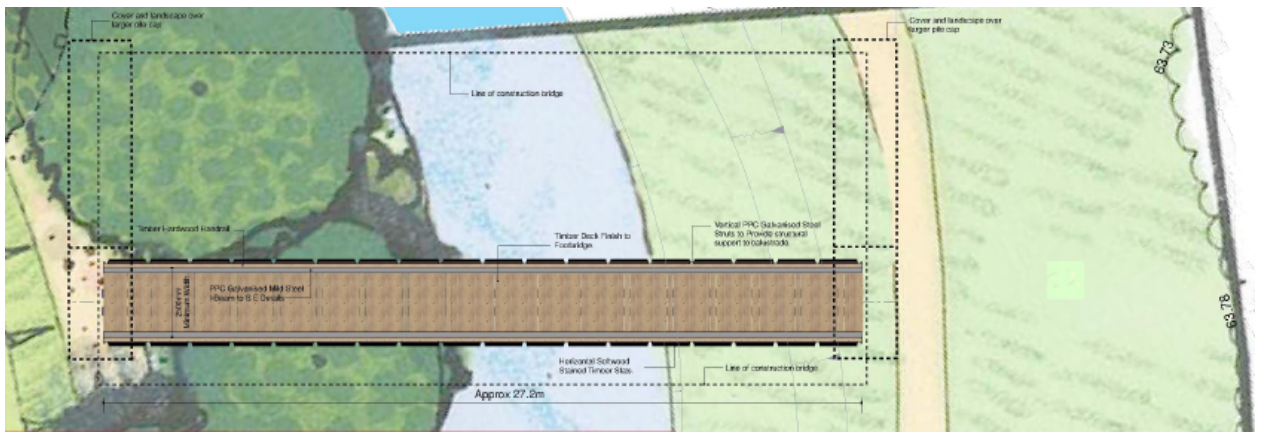 Cover and landscape over
larger pile cap
Cover and landscape over
larger pile cap
63.73
Line of construction bridge
Timber Hardwood Handrail
Timber Deck Finish to
Footbridge.
Vertical PPC Galvanised Steel
Struts to Provide structural
support to balustrade.
PPC Galvanised Mild Steel
I-Beam to S.E Details
2500mm
Minimum Width
63.78
Horizontal Softwood
Stained Timber Slats.
Line of construction bridge
Approx 27.2m